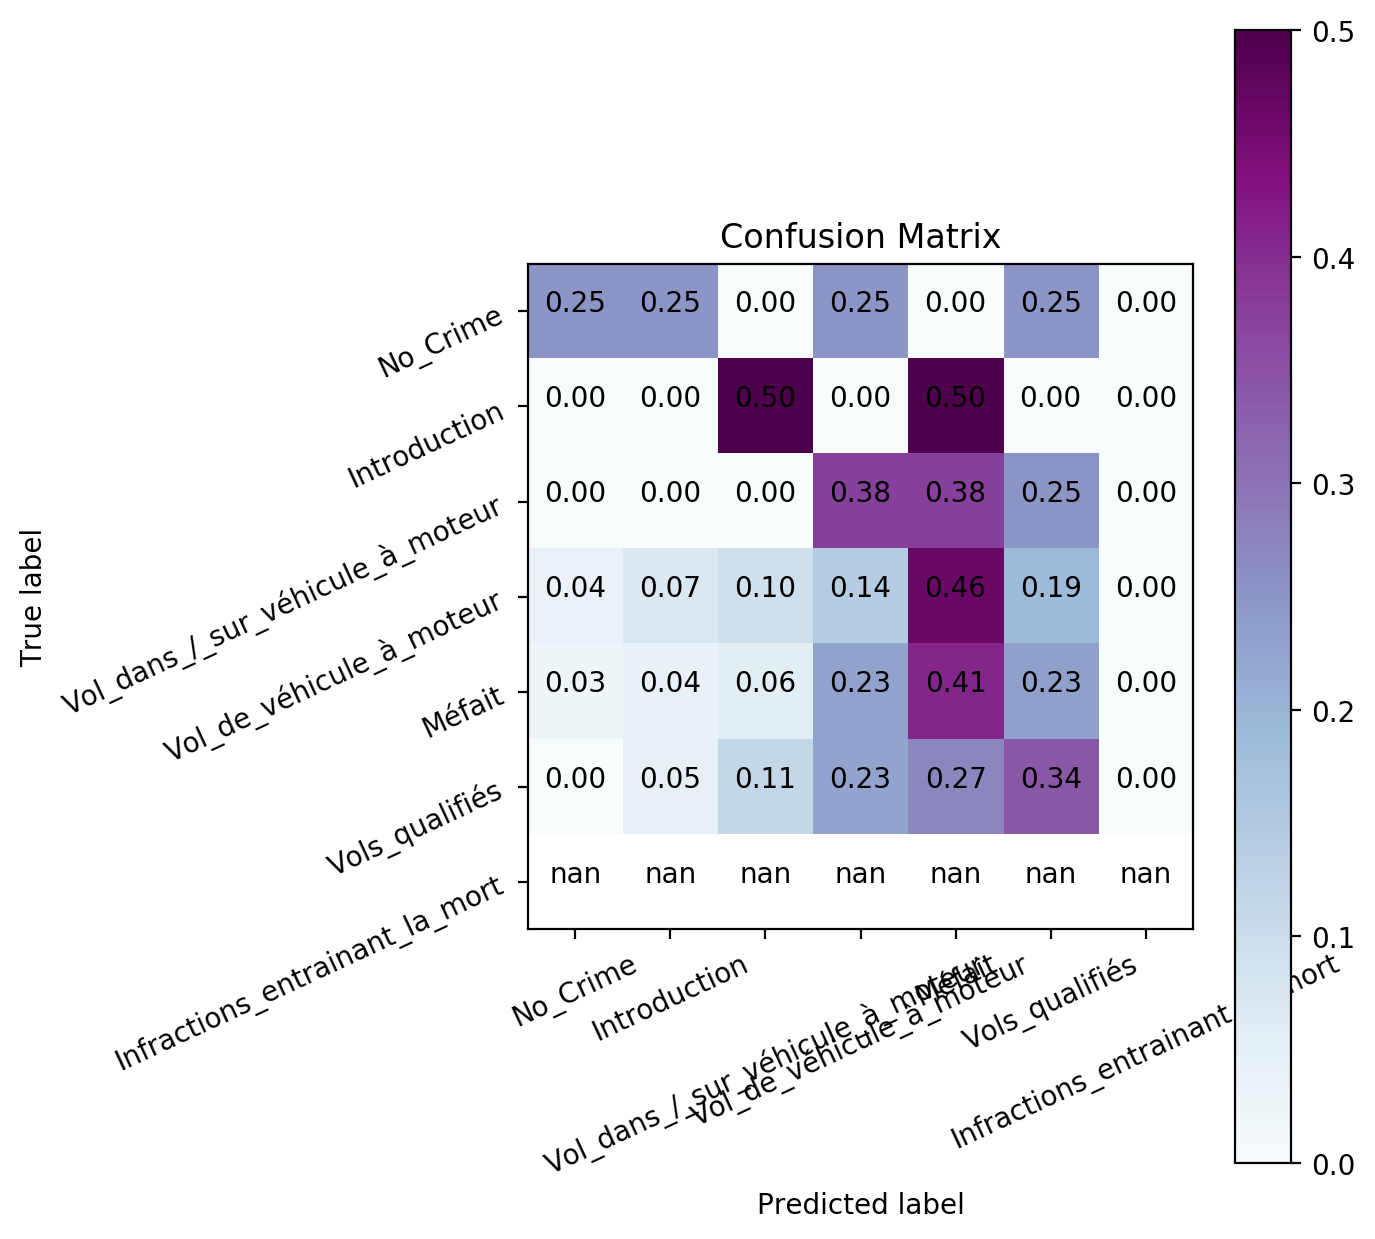 Confusion Matrix
True label
No_Crime
0.25 0.25 0.00 0.25 0.00 0.25 0.00
Introduction
0.00 0.00 0.50 0.00 0.50 0.00 0.00
Vol_dans_/_sur_véhicule_à_moteur
0.00 0.00 0.00 0.38 0.38 0.25 0.00
Vol_de_véhicule_à_moteur
0.04 0.07 0.10 0.14 0.46 0.19 0.00
Méfait
0.03 0.04 0.06 0.23 0.41 0.23 0.00
Vols_qualifiés
0.00 0.05 0.11 0.23 0.27 0.34 0.00
Infractions_entrainant_la_mort
nan nan nan nan nan nan nan
No_Crime
Introduction
Vol_dans_/_sur_véhicule_à_moteur
Vol_de_véhicule_à_moteur
Méfait
Vols_qualifiés
Infractions_entrainant mort
Predicted label
0.5
0.4
0.3
0.2
0.1
0.0